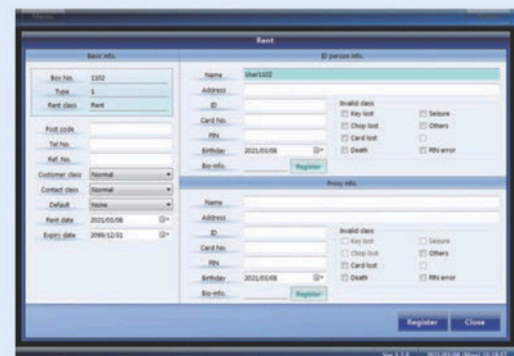 Menu
Rent
Basic info.
Box No. 1102
Type 1
Rent class Rent
Post code
Tel No.
Ref. No.
Customer class Normal
Contact class Normal
Default None
Rent date 2021/03/08
Expiry date 2099/12/31
ID person info.
Name User1102
Address
ID
Card No.
PIN
Birthday 2021/03/08
Bio-info. Register
Invalid class
Key lost Seizure
Chop lost Others
Card lost
Death PIN error
Proxy info.
Name
Address
ID
Card No.
PIN
Birthday 2021/03/08
Bio-info. Register
Invalid class
Key lost Seizure
Chop lost Others
Card lost
Death PIN error
Register Close